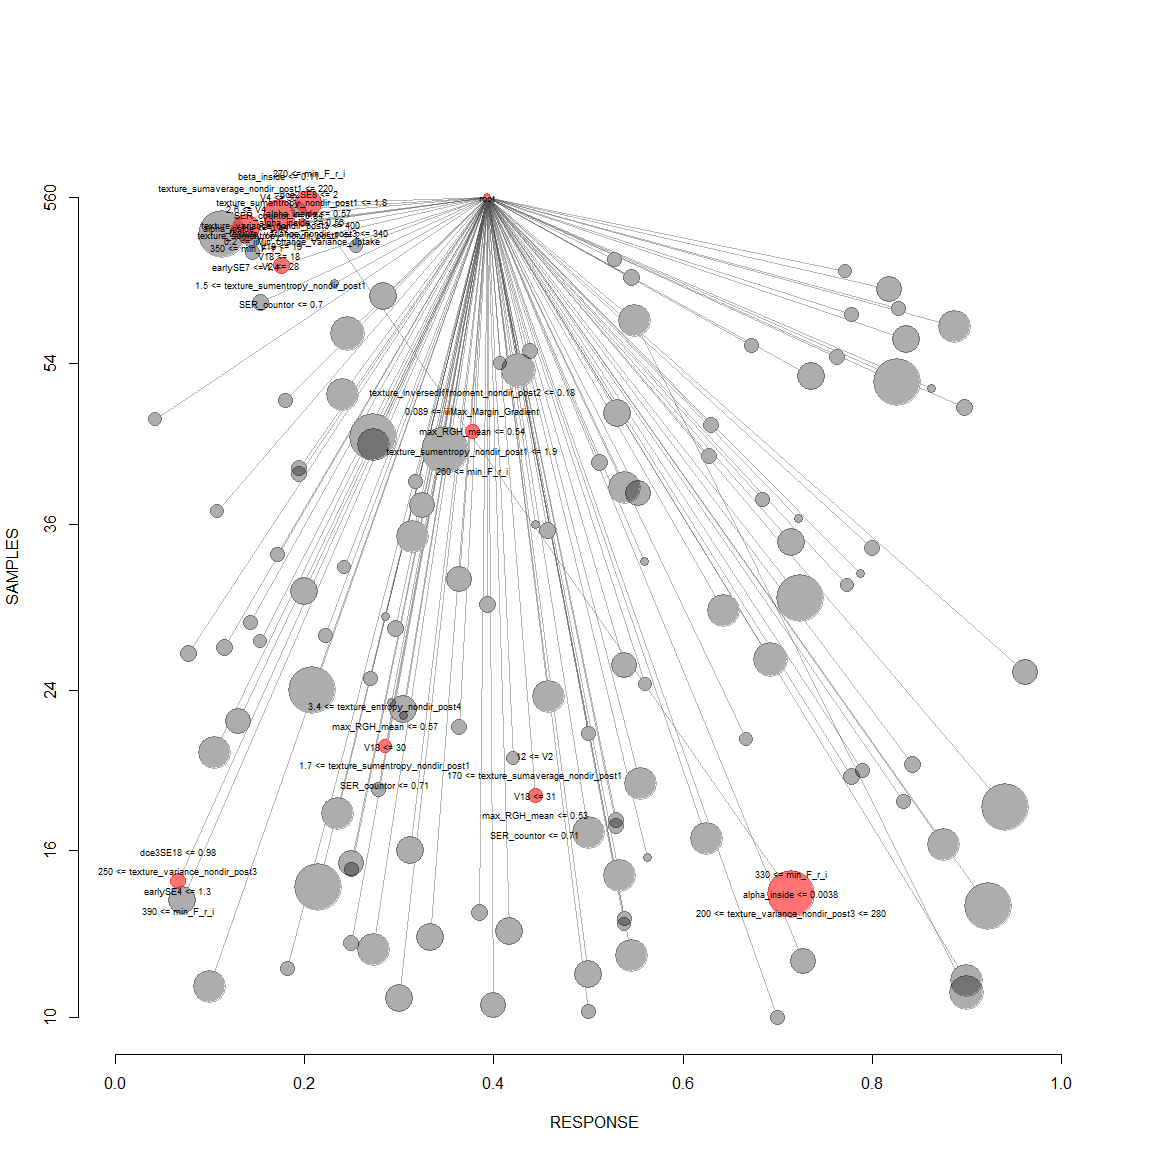 270 <= min_F_r_i
beta_inside <= 0.11
texture_sumaverage_nondir_post1 <= 220
dce2SE8 <= 2
texture_sumentropy_nondir_post1 <= 1.8
root
560
350 <= min_F_r_i
V18 <= 18
earlySE7
28
1.5 <= texture_sumentropy_nondir_post1
SER_countor <= 0.7
54
texture_inversediffmoment_nondir_post2 <= 0.18
0.089 <= iiiMax_Margin_Gradient
max_RGH_mean <= 0.54
texture_sumentropy_nondir_post1 <= 1.9
260 <= min_F_r_i
36
SAMPLES
24
3.4 <= texture_entropy_nondir_post4
max_RGH_mean <= 0.57
V18 <= 30
1.7 <= texture_sumentropy_nondir_post1
SER_countor <= 0.71
12 <= V2
170 <= texture_sumaverage_nondir_post1
V18 <= 31
max_RGH_mean <= 0.53
SER_countor <= 0.71
16
dce3SE18 <= 0.98
250 <= texture_variance_nondir_post3
earlySE4 <= 1.3
390 <= min_F_r_i
330 <= min_F_r_i
alpha_inside <= 0.0038
200 <= texture_variance_nondir_post3 <= 280
10
0.0 0.2 0.4 0.6 0.8 1.0
RESPONSE